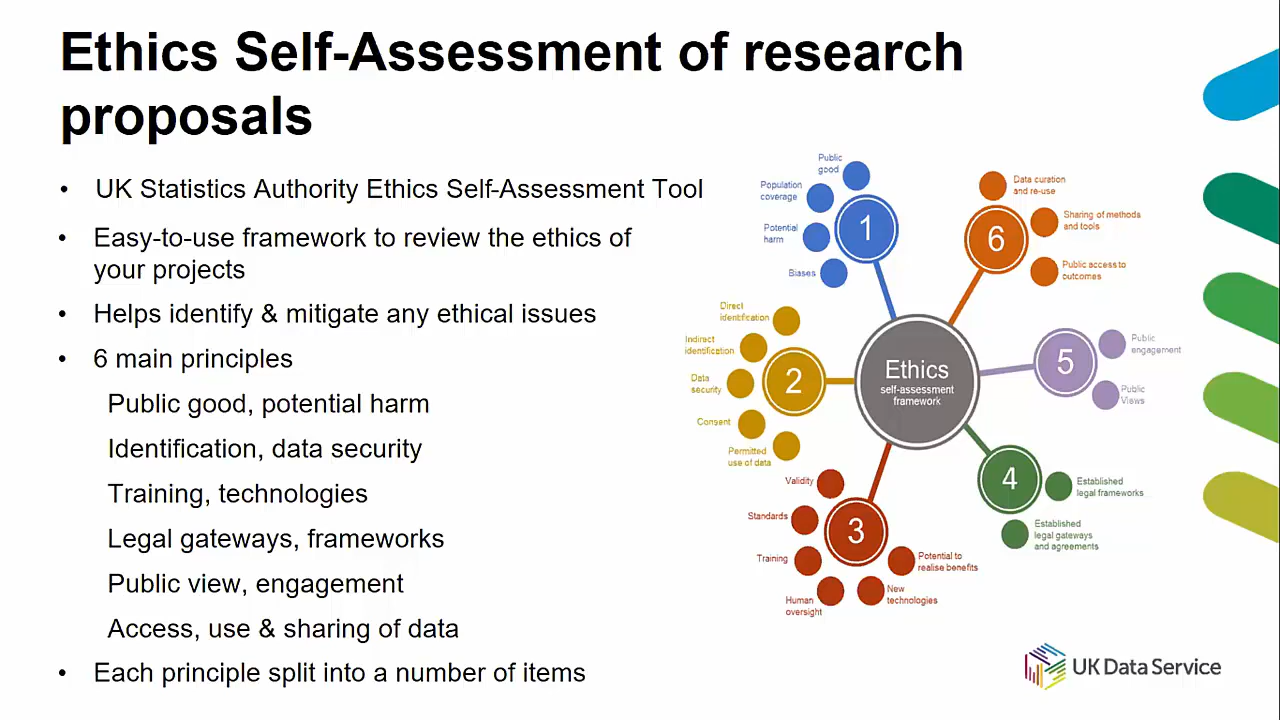 Ethics Self-Assessment of research
proposals
• UK Statistics Authority Ethics Self-Assessment Tool
• Easy-to-use framework to review the ethics of
your projects
• Helps identify & mitigate any ethical issues
• 6 main principles
Public good, potential harm
Identification, data security
Training, technologies
Legal gateways, frameworks
Public view, engagement
Access, use & sharing of data
• Each principle split into a number of items
Public
good
Population
coverage
Potential
harm
Biases
1
Direct
identification
Indirect
identification
Data
security
Consent
Permitted
use of data
2
Validity
Standards
Training
Human
oversight
New
technologies
Potential to
realise benefits
3
Ethics
self-assessment
framework
Data curation
and re-use
Sharing of methods
and tools
Public access to
outcomes
6
Public
engagement
Public
Views
5
Established
legal frameworks
Established
legal gateways
and agreements
4
UK Data Service